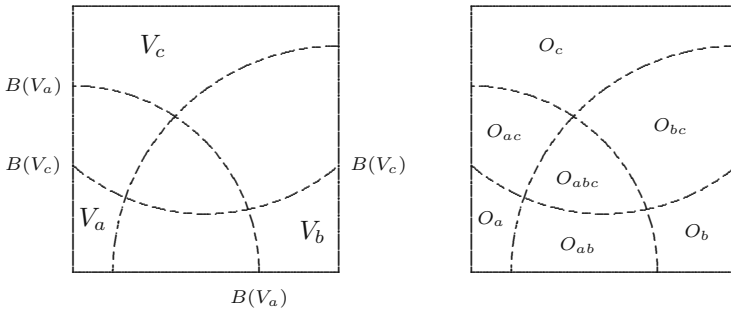 V_c
B(V_a)
B(V_c)
B(V_c)
V_a
V_b
B(V_a)
O_c
O_ac
O_bc
O_abc
O_a
O_ab
O_b